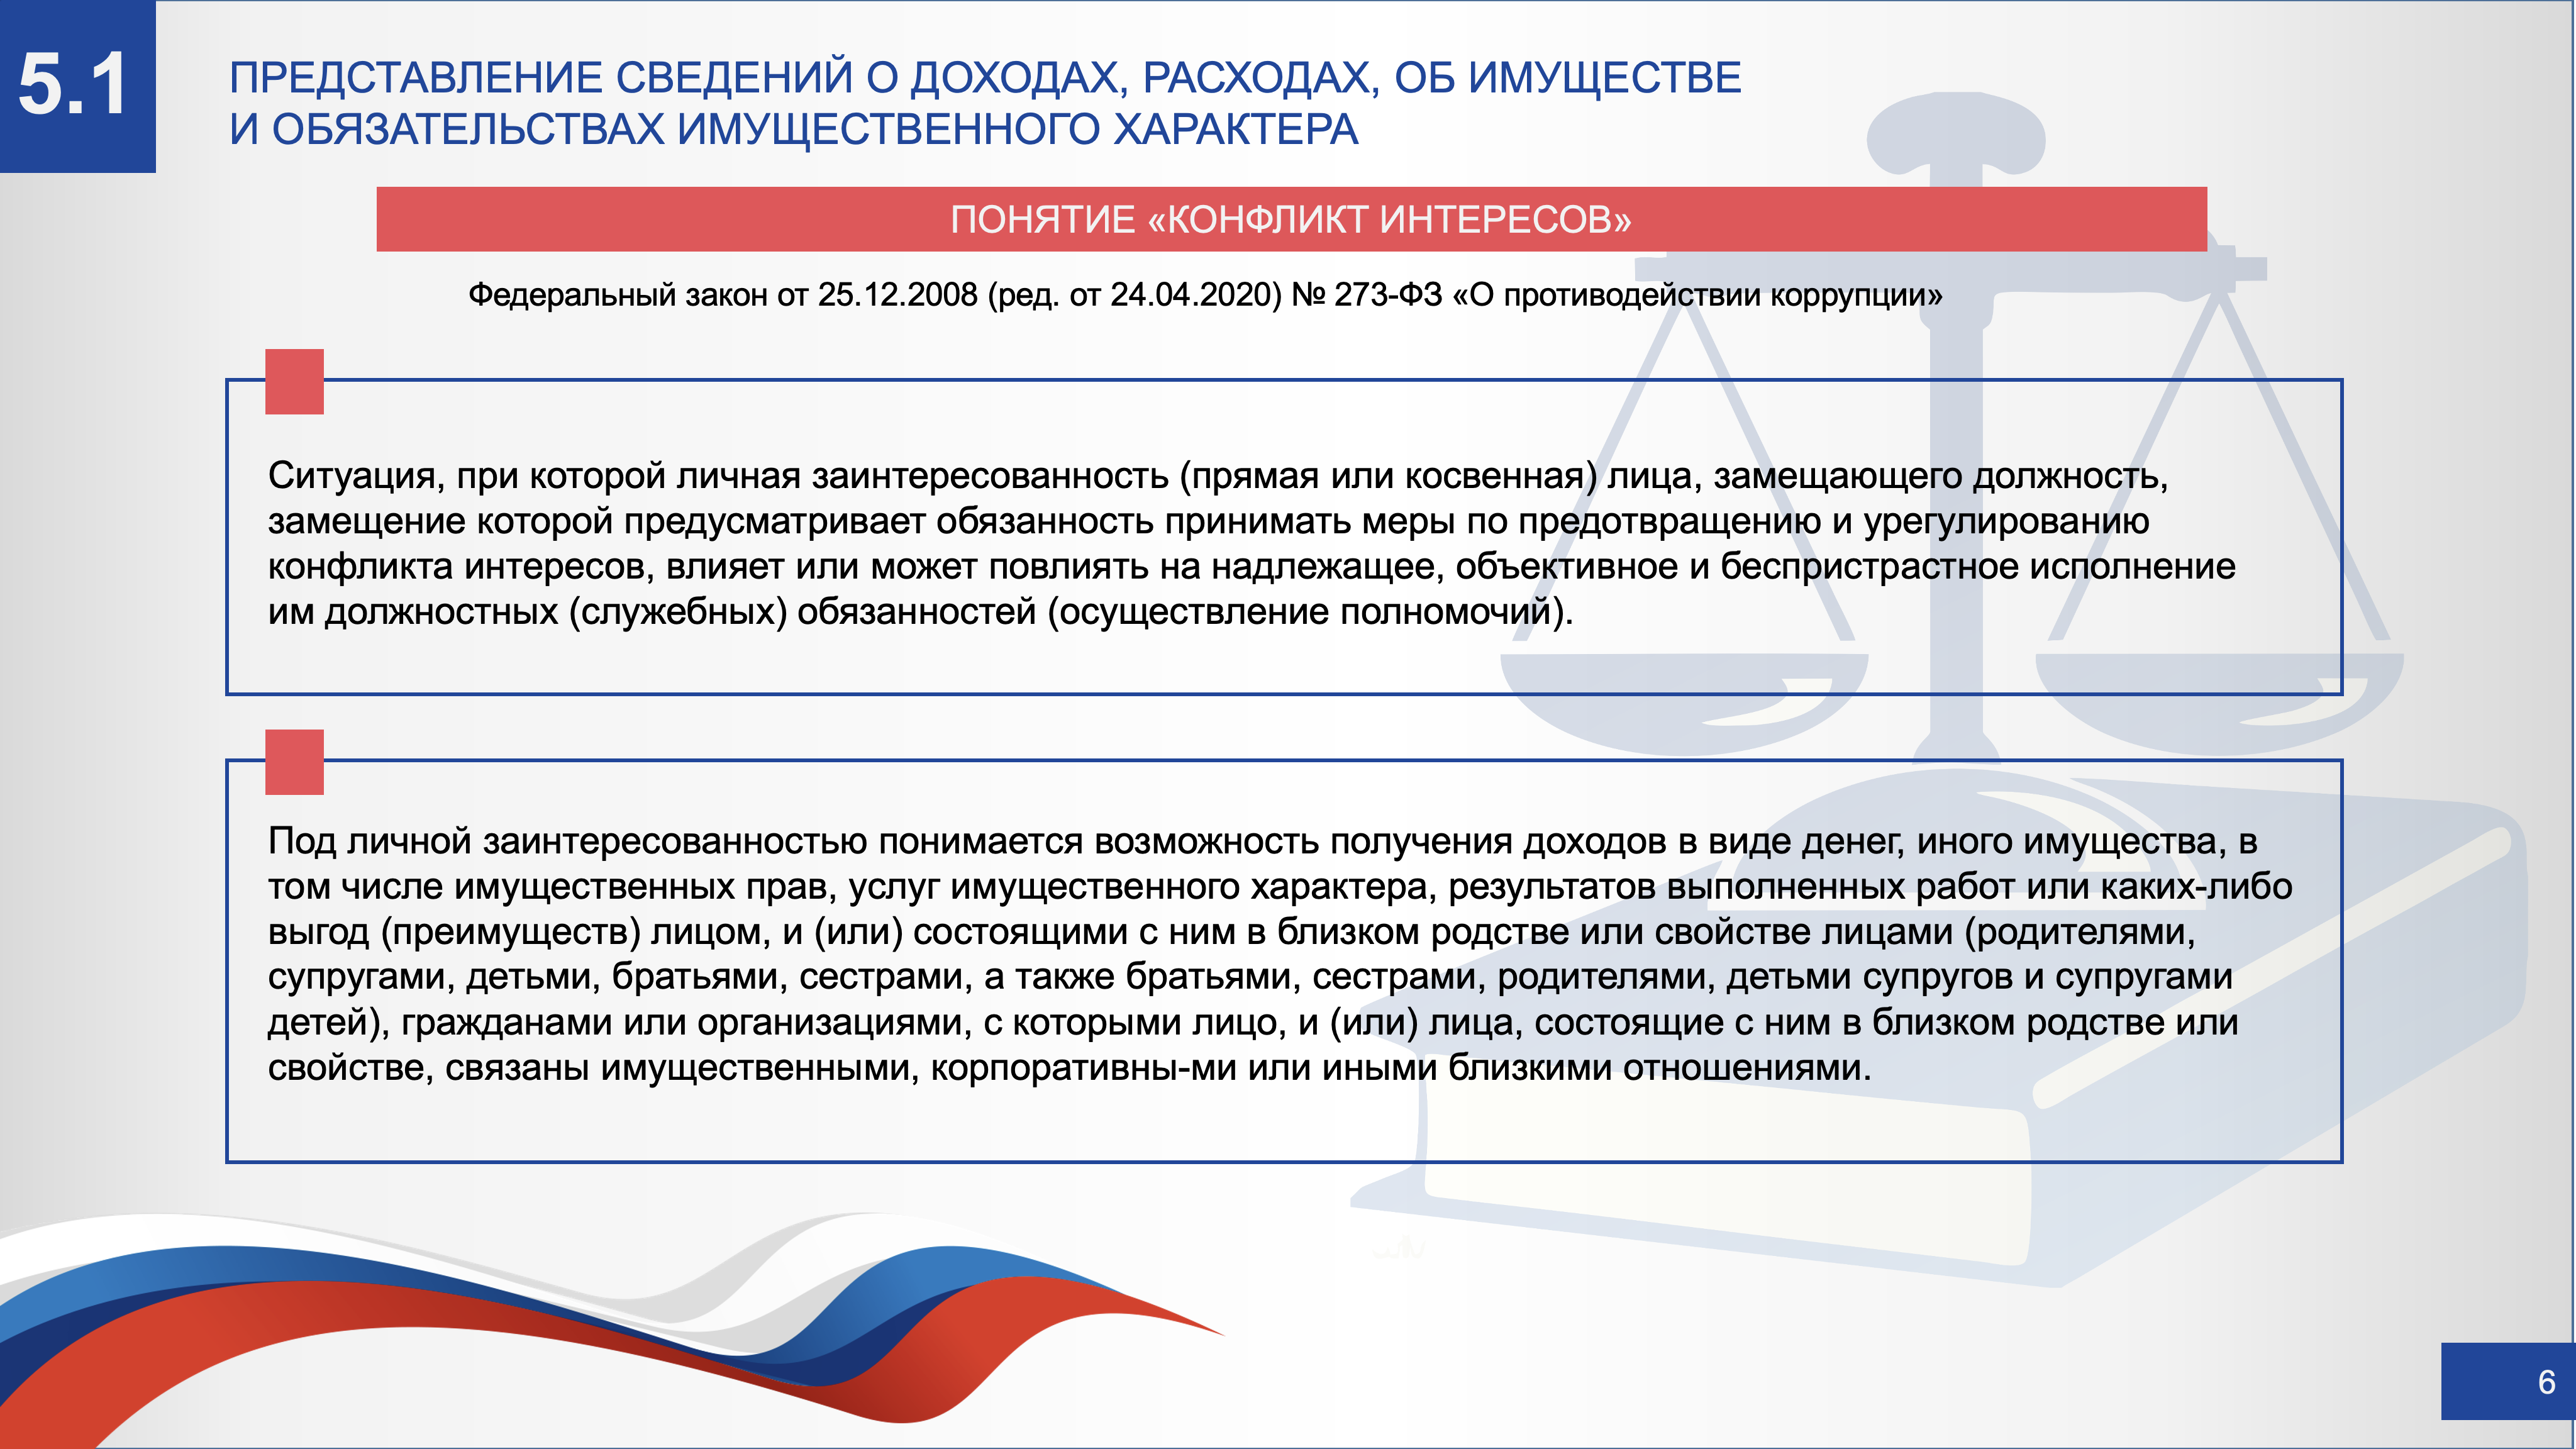 5.1
ПРЕДСТАВЛЕНИЕ СВЕДЕНИЙ О ДОХОДАХ, РАСХОДАХ, ОБ ИМУЩЕСТВЕ
И ОБЯЗАТЕЛЬСТВАХ ИМУЩЕСТВЕННОГО ХАРАКТЕРА
ПОНЯТИЕ «КОНФЛИКТ ИНТЕРЕСОВ»
Федеральный закон от 25.12.2008 (ред. от 24.04.2020) № 273-ФЗ «О противодействии коррупции»
Ситуация, при которой личная заинтересованность (прямая или косвенная) лица, замещающего должность,
замещение которой предусматривает обязанность принимать меры по предотвращению и урегулированию
конфликта интересов, влияет или может повлиять на надлежащее, объективное и беспристрастное исполнение
им должностных (служебных) обязанностей (осуществление полномочий).
Под личной заинтересованностью понимается возможность получения доходов в виде денег, иного имущества, в
том числе имущественных прав, услуг имущественного характера, результатов выполненных работ или каких-либо
выгод (преимуществ) лицом, и (или) состоящими с ним в близком родстве или свойстве лицами (родителями,
супругами, детьми, братьями, сестрами, а также братьями, сестрами, родителями, детьми супругов и супругами
детей), гражданами или организациями, с которыми лицо, и (или) лица, состоящие с ним в близком родстве или
свойстве, связаны имущественными, корпоративны-ми или иными близкими отношениями.
6